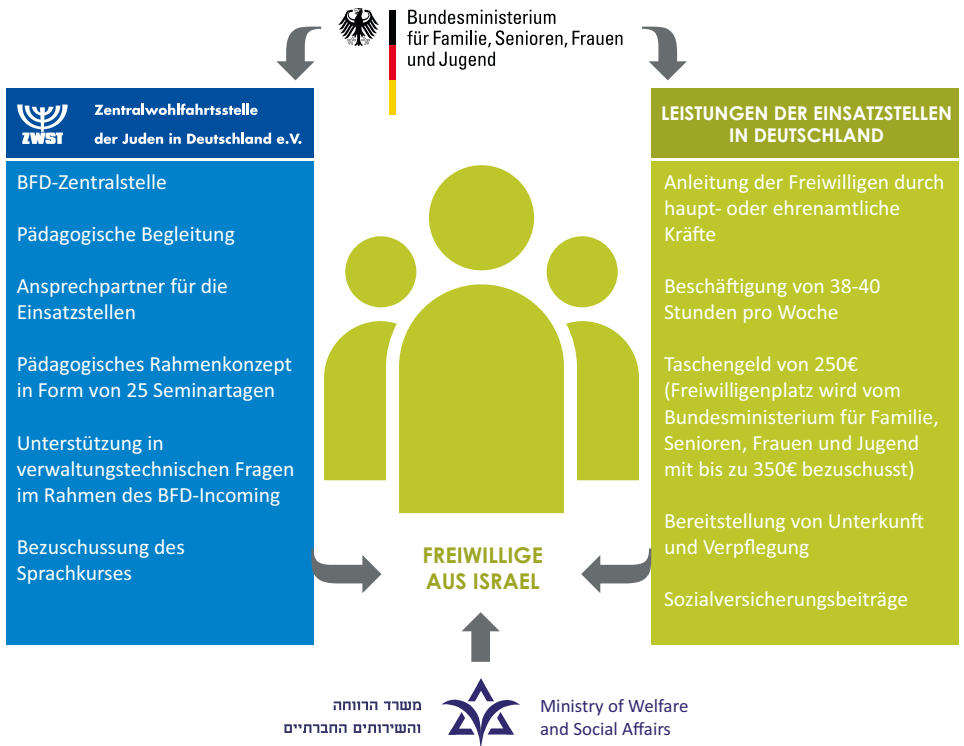 Bundesministerium
für Familie, Senioren, Frauen
und Jugend
ZWST
Zentralwohlfahrtsstelle
der Juden in Deutschland e.V.
BFD-Zentralstelle
Pädagogische Begleitung
Ansprechpartner für die
Einsatzstellen
Pädagogisches Rahmenkonzept
in Form von 25 Seminartagen
Unterstützung in
verwaltungstechnischen Fragen
im Rahmen des BFD-Incoming
Bezuschussung des
Sprachkurses
LEISTUNGEN DER EINSATZSTELLEN
IN DEUTSCHLAND
Anleitung der Freiwilligen durch
haupt- oder ehrenamtliche
Kräfte
Beschäftigung von 38-40
Stunden pro Woche
Taschengeld von 250€
(Freiwilligenplatz wird vom
Bundesministerium für Familie,
Senioren, Frauen und Jugend
mit bis zu 350€ bezuschusst)
Bereitstellung von Unterkunft
und Verpflegung
Sozialversicherungsbeiträge
FREIWILLIGE
AUS ISRAEL
משרד הרווחה
והשירותים החברתיים
Ministry of Welfare
and Social Affairs